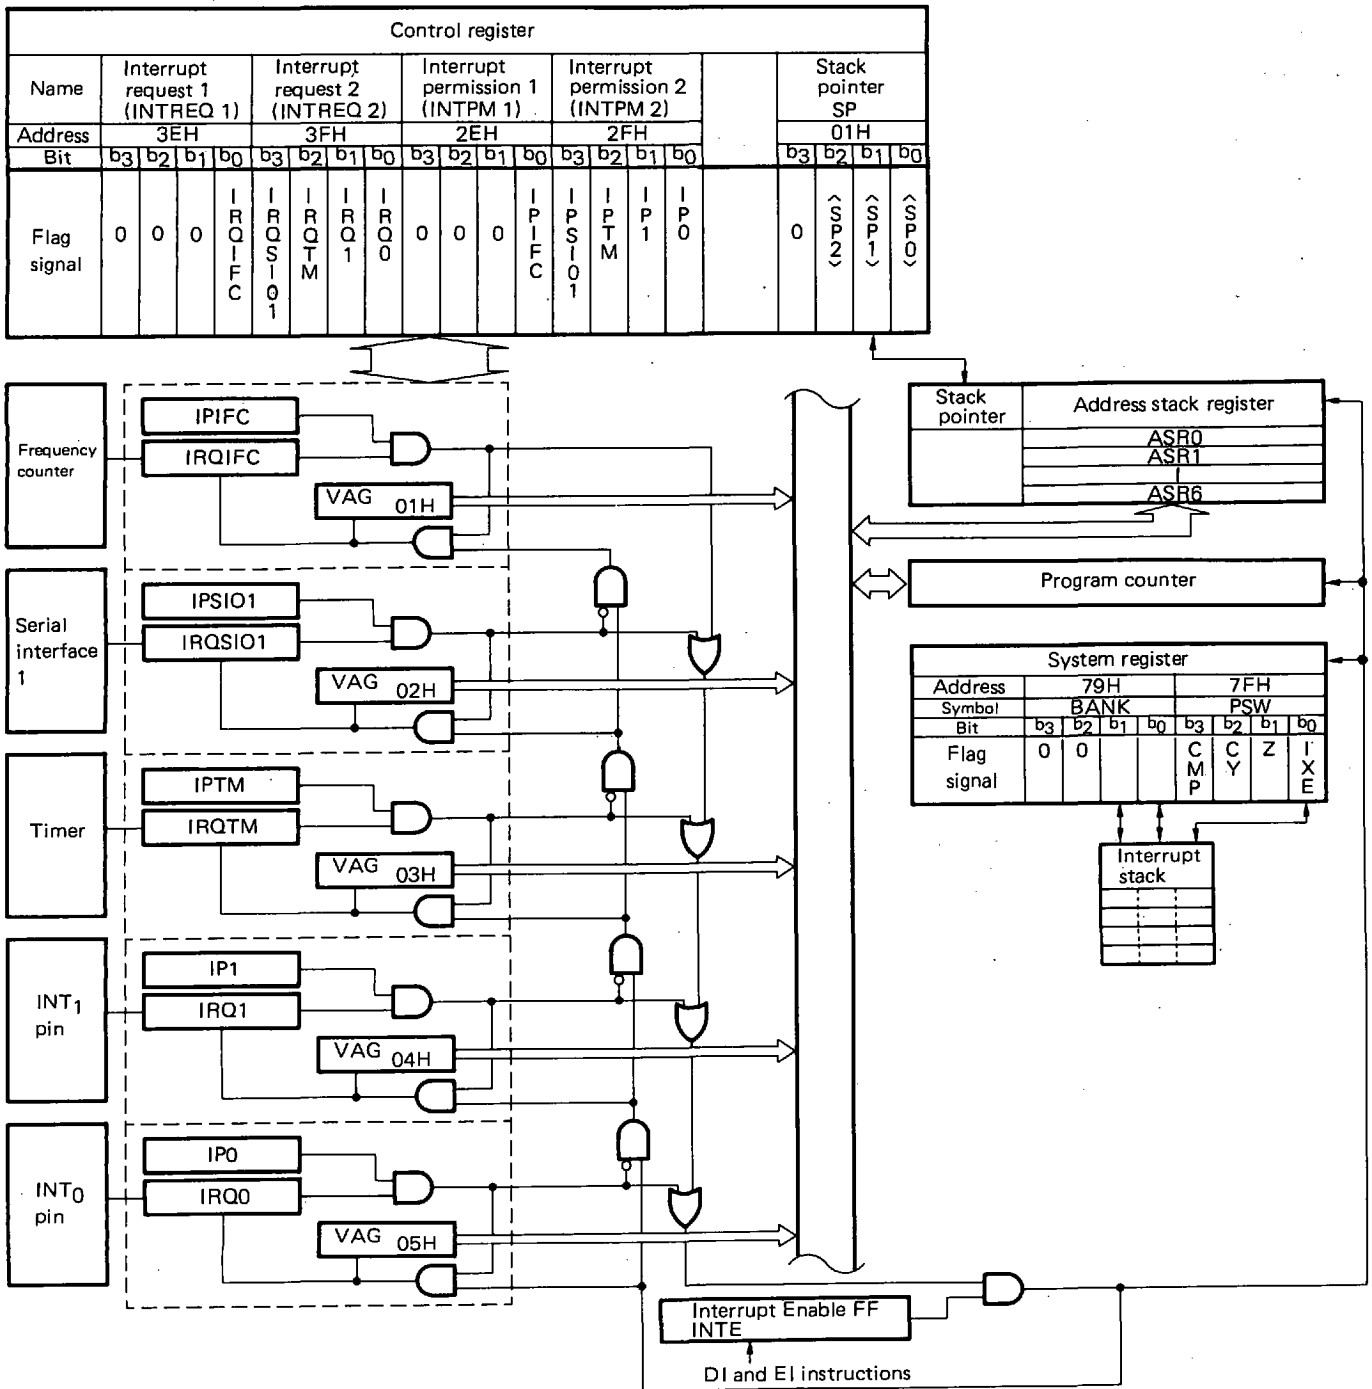 Control register
Name
Interrupt request 1 (INTREQ 1)
Interrupt request 2 (INTREQ 2)
Interrupt permission 1 (INTPM 1)
Interrupt permission 2 (INTPM 2)
Stack pointer SP
Address 3EH 3FH 2EH 2FH 01H
Bit b3 b2 b1 b0 b3 b2 b1 b0 b3 b2 b1 b0 b3 b2 b1 b0 b3 b2 b1 b0
Flag signal 0 0 0 IRQIFC IRQSI01 IRQTM IRQ1 IRQ0 0 0 0 IPIFC IPSI01 IPTM IP1 IP0 0 (SP2) (SP1) (SP0)
Frequency counter
IPIFC
IRQIFC
VAG 01H
Serial interface 1
IPSIO1
IRQSIO1
VAG 02H
Timer
IPTM
IRQTM
VAG 03H
INT1 pin
IP1
IRQ1
VAG 04H
INT0 pin
IP0
IRQ0
VAG 05H
Stack pointer
Address stack register
ASR0
ASR1
ASR6
Program counter
System register
Address 79H 7FH
Symbol BANK PSW
Bit b3 b2 b1 b0 b3 b2 b1 b0
Flag signal 0 0 CMP CY Z IXE
Interrupt stack
Interrupt Enable FF
INTE
DI and EI instructions